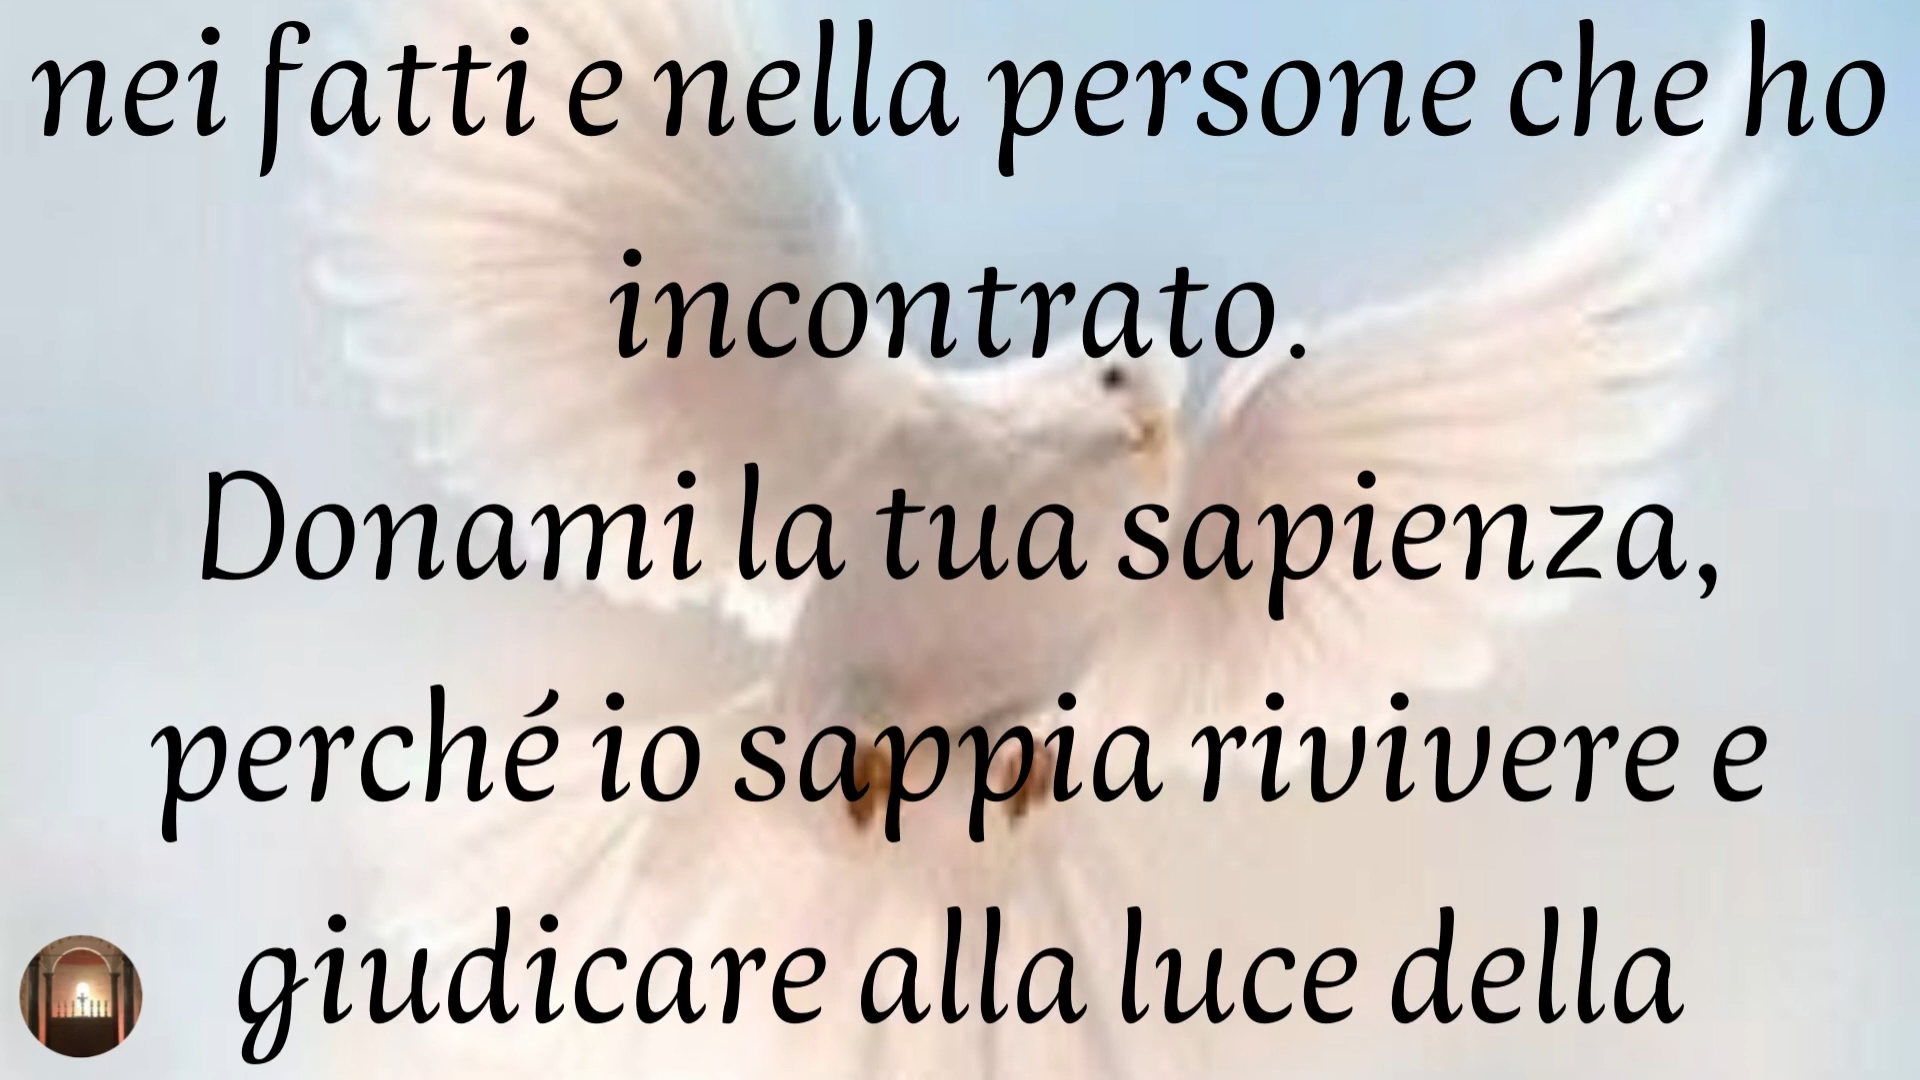 nei fatti e nella persone che ho
incontrato.
Donami la tua sapienza,
perché io sappia rivivere e
giudicare alla luce della